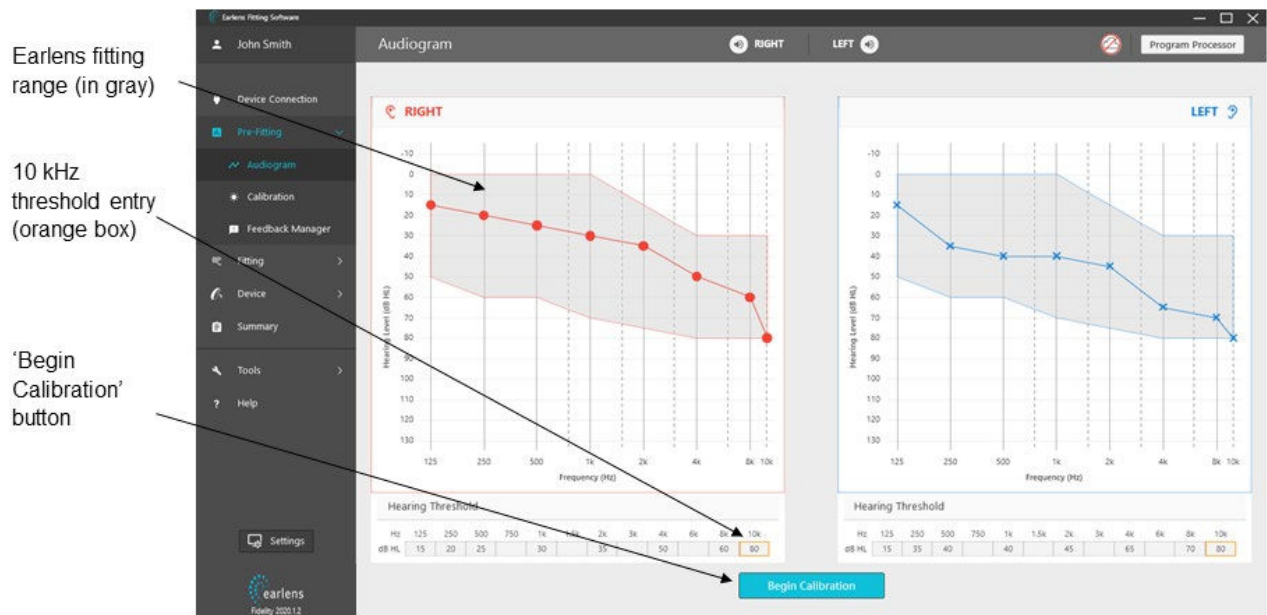 Earlens fitting
range (in gray)
10 kHz
threshold entry
(orange box)
‘Begin
Calibration’
button
Earlens Fitting Software
John Smith
Device Connection
Pre-Fitting
Audiogram
Calibration
Feedback Manager
Fitting
Device
Summary
Tools
? Help
Settings
earlens
Fidelity 2020.1.2
Audiogram RIGHT LEFT Program Processor
RIGHT
-10
0
10
20
30
40
50
60
70
80
90
100
110
120
130
Hearing Level (dB HL)
125 250 500 1k 2k 4k 8k 10k
Frequency (Hz)
Hearing Threshold
Hz 125 250 500 750 1k 1.5k 2k 3k 4k 6k 8k 10k
dB HL 15 20 25 30 35 50 60 80
LEFT
-10
0
10
20
30
40
50
60
70
80
90
100
110
120
130
Hearing Level (dB HL)
125 250 500 1k 2k 4k 8k 10k
Frequency (Hz)
Hearing Threshold
Hz 125 250 500 750 1k 1.5k 2k 3k 4k 6k 8k 10k
dB HL 15 35 40 40 45 65 70 80
Begin Calibration